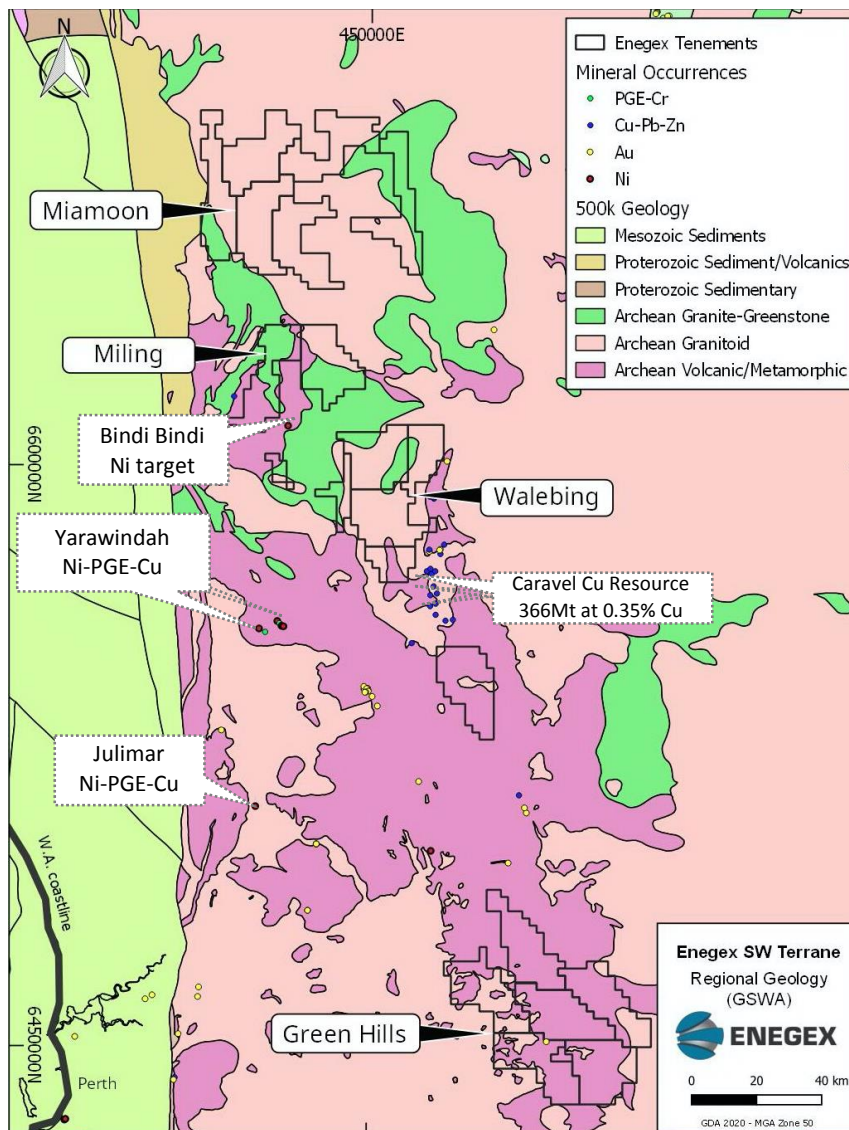 N
450000E
Enegex Tenements
Mineral Occurrences
PGE-Cr
Cu-Pb-Zn
Au
Ni
500k Geology
Mesozoic Sediments
Proterozoic Sediment/Volcanics
Proterozoic Sedimentary
Archean Granite-Greenstone
Archean Granitoid
Archean Volcanic/Metamorphic
Miamoon
Miling
Bindi Bindi
Ni target
6600000N
Walebing
Yarawindah
Ni-PGE-Cu
Caravel Cu Resource
366Mt at 0.35% Cu
Julimar
Ni-PGE-Cu
W.A. coastline
Green Hills
6450000N
Perth
Enegex SW Terrane
Regional Geology
(GSWA)
ENEGEX
0 20 40 km
GDA 2020 - MGA Zone 50